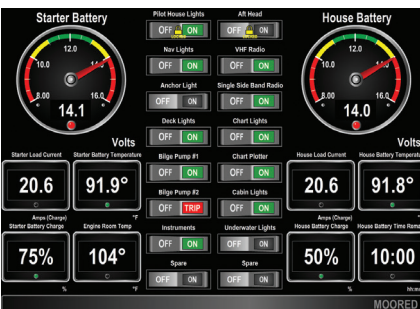 Starter Battery
12.0
10.0
14.0
8.00
16.0
14.1
Volts
Starter Load Current
Starter Battery Temperature
20.6
91.9°
Amps (Charge)
°F
Starter Battery Charge
Engine Room Temp
75%
104°
%
°F
Pilot House Lights
Aft Head
OFF ON
OFF ON
Nav Lights
VHF Radio
OFF ON
OFF ON
Anchor Light
Single Side Band Radio
OFF ON
OFF ON
Deck Lights
Chart Lights
OFF ON
OFF ON
Bilge Pump #1
Chart Plotter
OFF ON
OFF ON
Bilge Pump #2
Cabin Lights
OFF TRIP
OFF ON
Instruments
Underwater Lights
OFF ON
OFF ON
Spare
Spare
OFF ON
OFF ON
House Battery
12.0
10.0
8.00
16.0
14.0
Volts
House Load Current
House Battery Temperatur
20.6
91.8°
Amps (Charge)
°F
House Battery Charge
House Battery Time Rema
50%
10:00
%
hh:m
MOORED